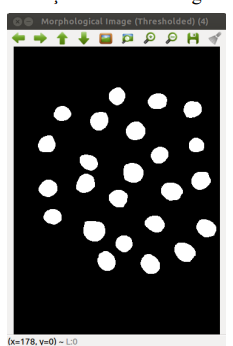 Morphological Image (Thresholded) (4)
(x=178, y=0) ~ L:0